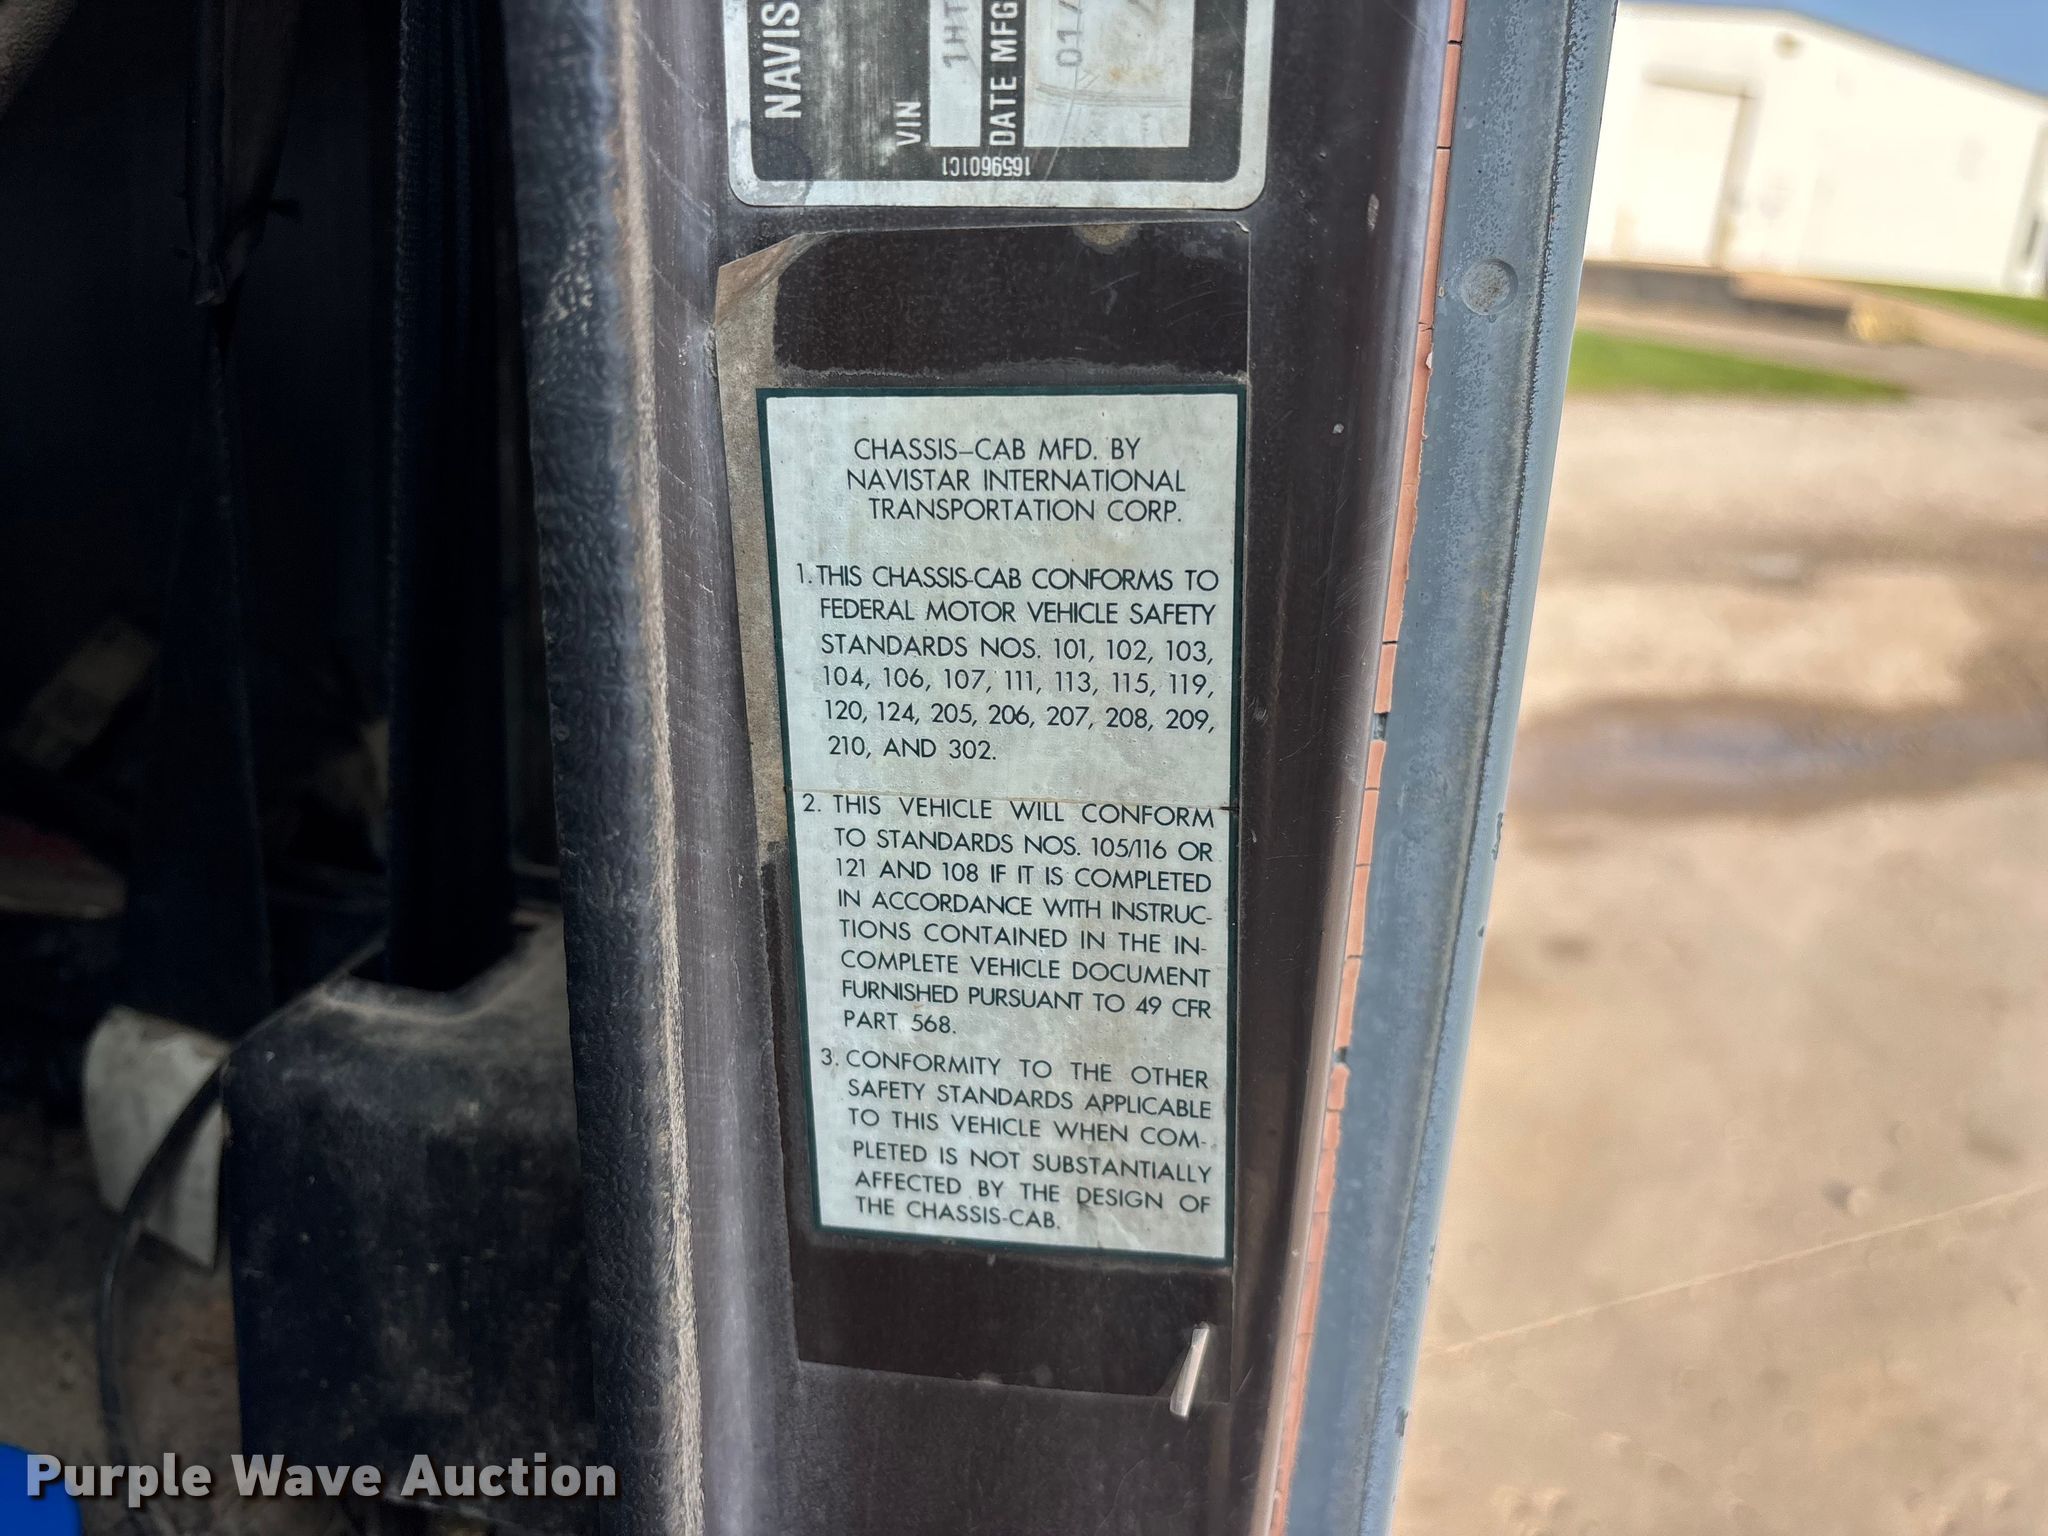 NAVIS
VIN
1HT
DATE MFG
01/
1659601C1
CHASSIS–CAB MFD. BY
NAVISTAR INTERNATIONAL
TRANSPORTATION CORP.
1. THIS CHASSIS-CAB CONFORMS TO
FEDERAL MOTOR VEHICLE SAFETY
STANDARDS NOS. 101, 102, 103,
104, 106, 107, 111, 113, 115, 119,
120, 124, 205, 206, 207, 208, 209,
210, AND 302.
2. THIS VEHICLE WILL CONFORM
TO STANDARDS NOS. 105/116 OR
121 AND 108 IF IT IS COMPLETED
IN ACCORDANCE WITH INSTRUC-
TIONS CONTAINED IN THE IN-
COMPLETE VEHICLE DOCUMENT
FURNISHED PURSUANT TO 49 CFR
PART 568.
3. CONFORMITY TO THE OTHER
SAFETY STANDARDS APPLICABLE
TO THIS VEHICLE WHEN COM-
PLETED IS NOT SUBSTANTIALLY
AFFECTED BY THE DESIGN OF
THE CHASSIS-CAB.
Purple Wave Auction